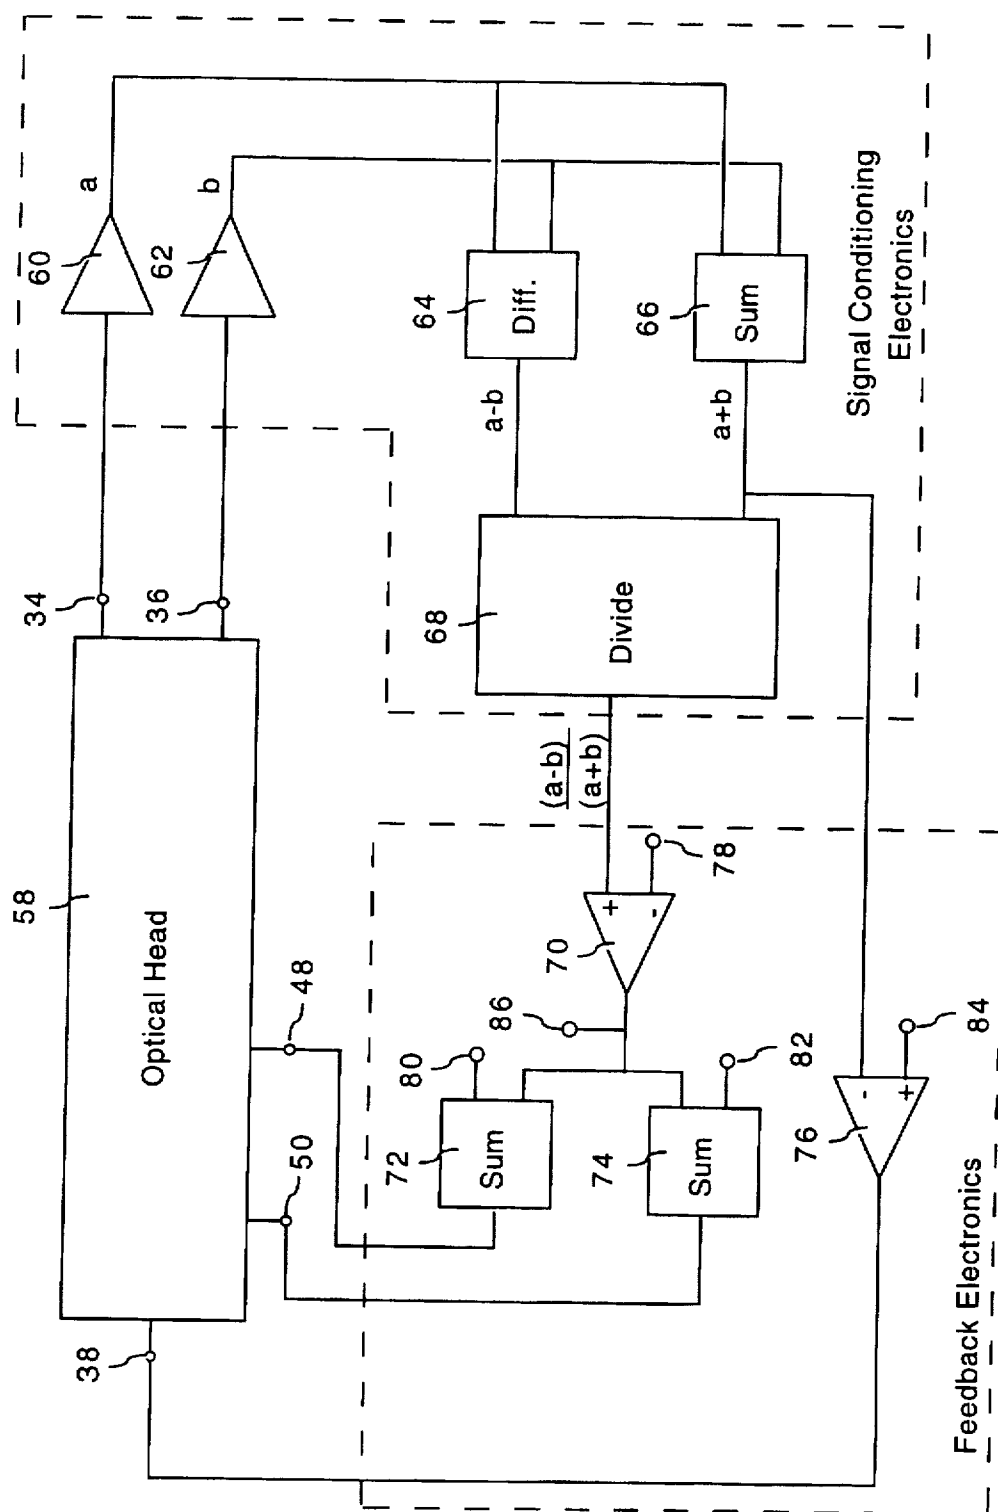 38
50
48
58
Optical Head
34
36
60
a
62
b
72
Sum
80
86
70
+
-
78
(a-b)
(a+b)
68
Divide
a-b
64
Diff.
74
Sum
82
a+b
66
Sum
76
-
+
84
Signal Conditioning
Electronics
Feedback Electronics